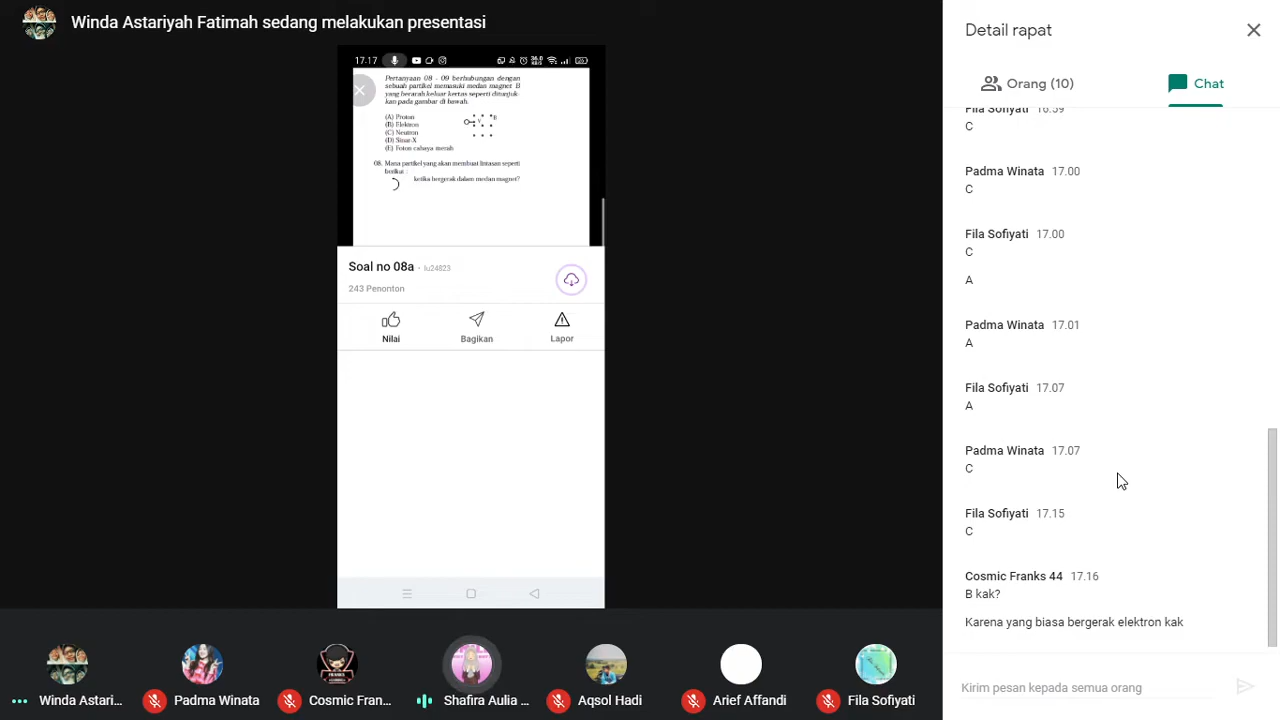 Winda Astariyah Fatimah sedang melakukan presentasi
17.17
Pertanyaan 08 - 09 berhubungan dengan
sebuah partikel memasuki medan magnet B
yang berarah keluar kertas seperti ditunjuk-
kan pada gambar di bawah.
(A) Proton
(B) Elektron
(C) Neutron
(D) Sinar-X
(E) Foton cahaya merah
v
B
08. Mana partikel yang akan membuat lintasan seperti
berikut :
ketika bergerak dalam medan magnet?
Soal no 08a · lu24823
243 Penonton
Nilai
Bagikan
Lapor
Winda Astari...
Padma Winata
Cosmic Fran...
Shafira Aulia ...
Aqsol Hadi
Arief Affandi
Fila Sofiyati
Detail rapat
Orang (10)
Chat
Fila Sofiyati 16.59
C
Padma Winata 17.00
C
Fila Sofiyati 17.00
C
A
Padma Winata 17.01
A
Fila Sofiyati 17.07
A
Padma Winata 17.07
C
Fila Sofiyati 17.15
C
Cosmic Franks 44 17.16
B kak?
Karena yang biasa bergerak elektron kak
Kirim pesan kepada semua orang